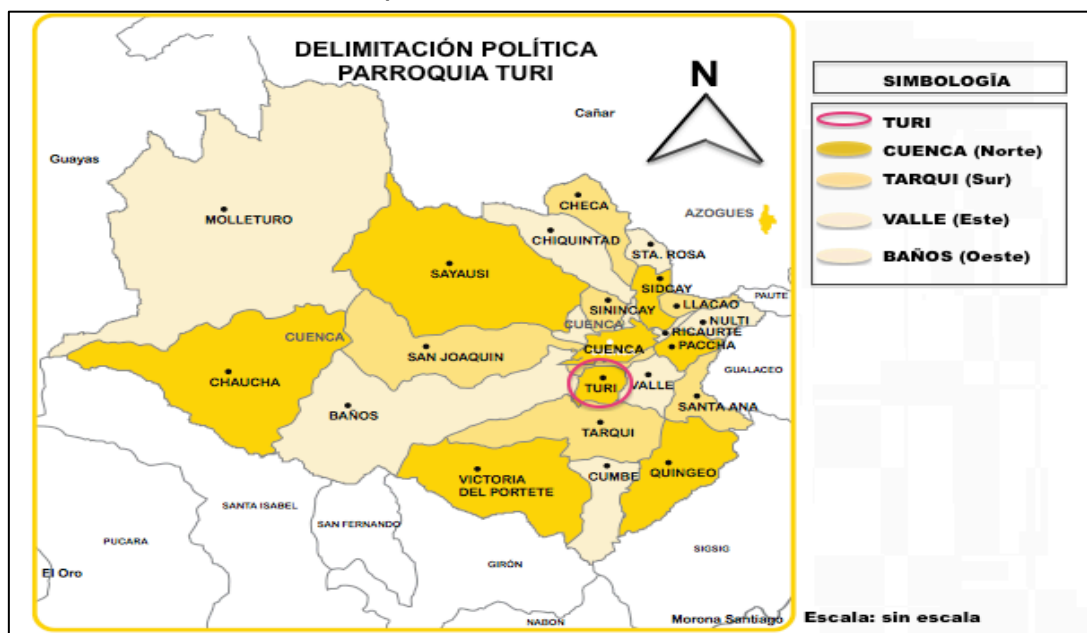 DELIMITACIÓN POLÍTICA
PARROQUIA TURI
N
Cañar
Guayas
MOLLETURO
CHECA
AZOGUES
CHIQUINTAD
STA. ROSA
SAYAUSI
SIDCAY
PAUTE
LLACAO
SININCAY
NULTI
CUENCA
RICAURTE
CUENCA
CUENCA
PACCHA
SAN JOAQUIN
GUALACEO
CHAUCHA
TURI
VALLE
SANTA ANA
BAÑOS
TARQUI
VICTORIA
DEL PORTETE
CUMBE
QUINGEO
SANTA ISABEL
SAN FERNANDO
PUCARA
SIGSIG
GIRÓN
El Oro
NABON
Morona Santiago
SIMBOLOGĪA
TURI
CUENCA (Norte)
TARQUI (Sur)
VALLE (Este)
BAÑOS (Oeste)
Escala: sin escala